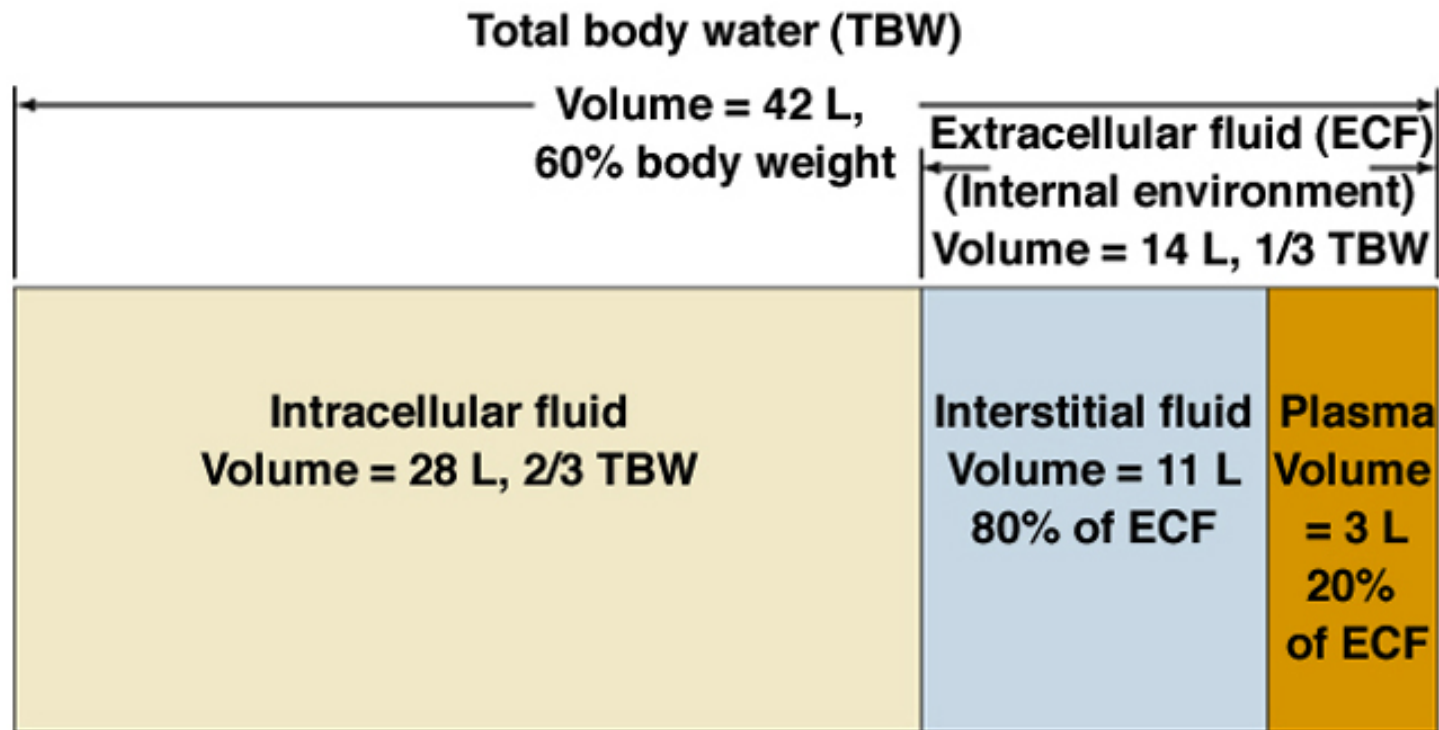 Total body water (TBW)
Volume = 42 L,
60% body weight
Extracellular fluid (ECF)
(Internal environment)
Volume = 14 L, 1/3 TBW
Intracellular fluid
Volume = 28 L, 2/3 TBW
Interstitial fluid
Volume = 11 L
80% of ECF
Plasma
Volume
= 3 L
20%
of ECF